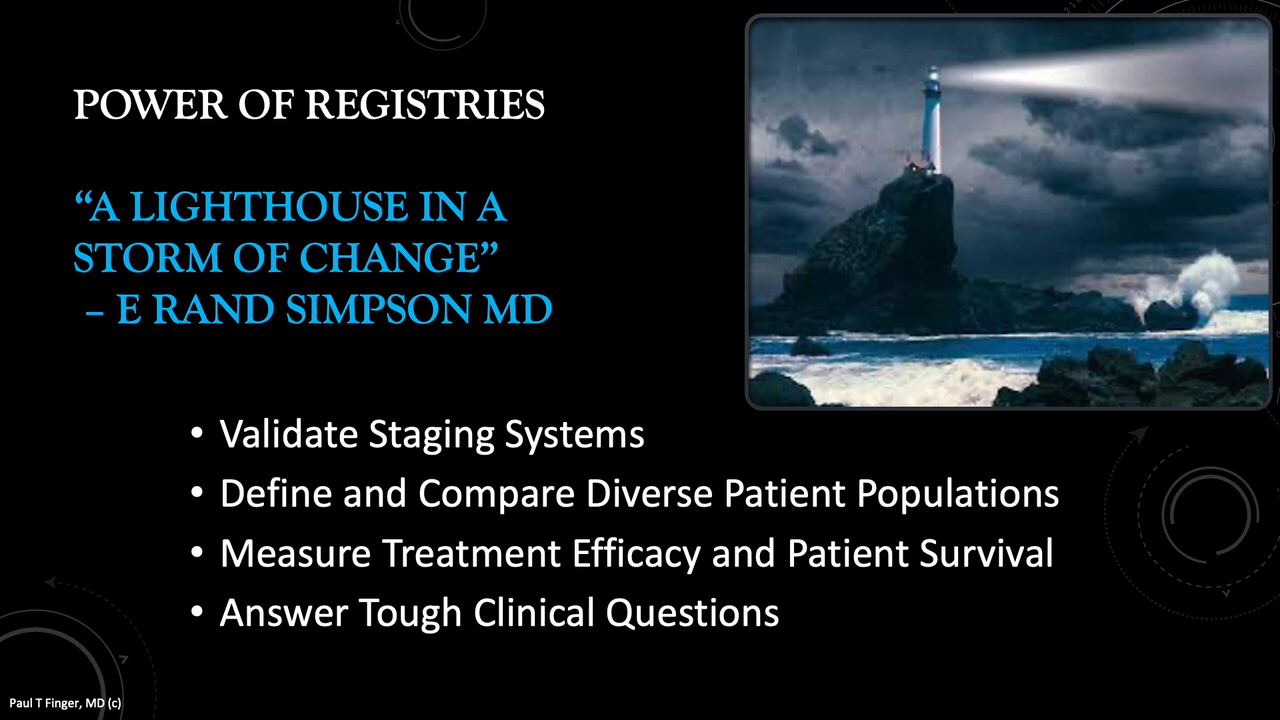 POWER OF REGISTRIES
“A LIGHTHOUSE IN A
STORM OF CHANGE”
– E RAND SIMPSON MD
• Validate Staging Systems
• Define and Compare Diverse Patient Populations
• Measure Treatment Efficacy and Patient Survival
• Answer Tough Clinical Questions
Paul T Finger, MD (c)